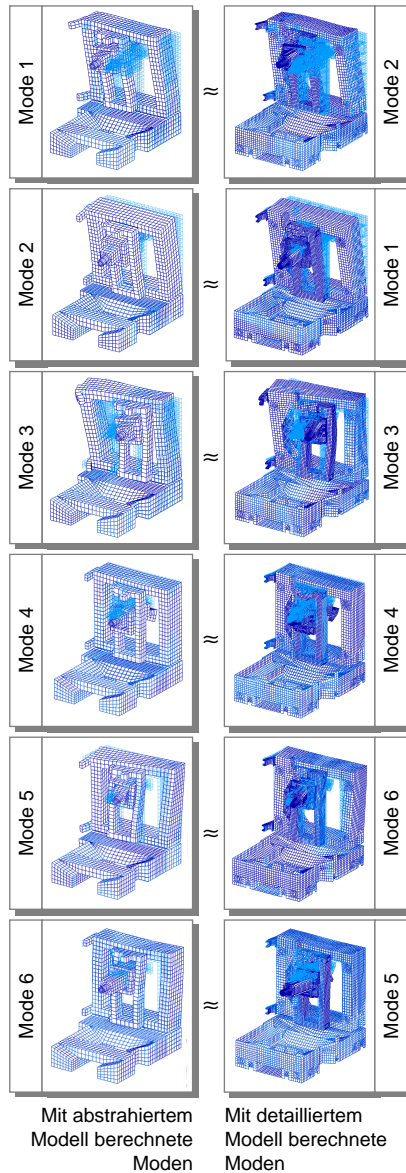 Mode 1
≈
Mode 2
Mode 2
≈
Mode 1
Mode 3
≈
Mode 3
Mode 4
≈
Mode 4
Mode 5
≈
Mode 6
Mode 6
≈
Mode 5
Mit abstrahiertem
Modell berechnete
Moden
Mit detailliertem
Modell berechnete
Moden